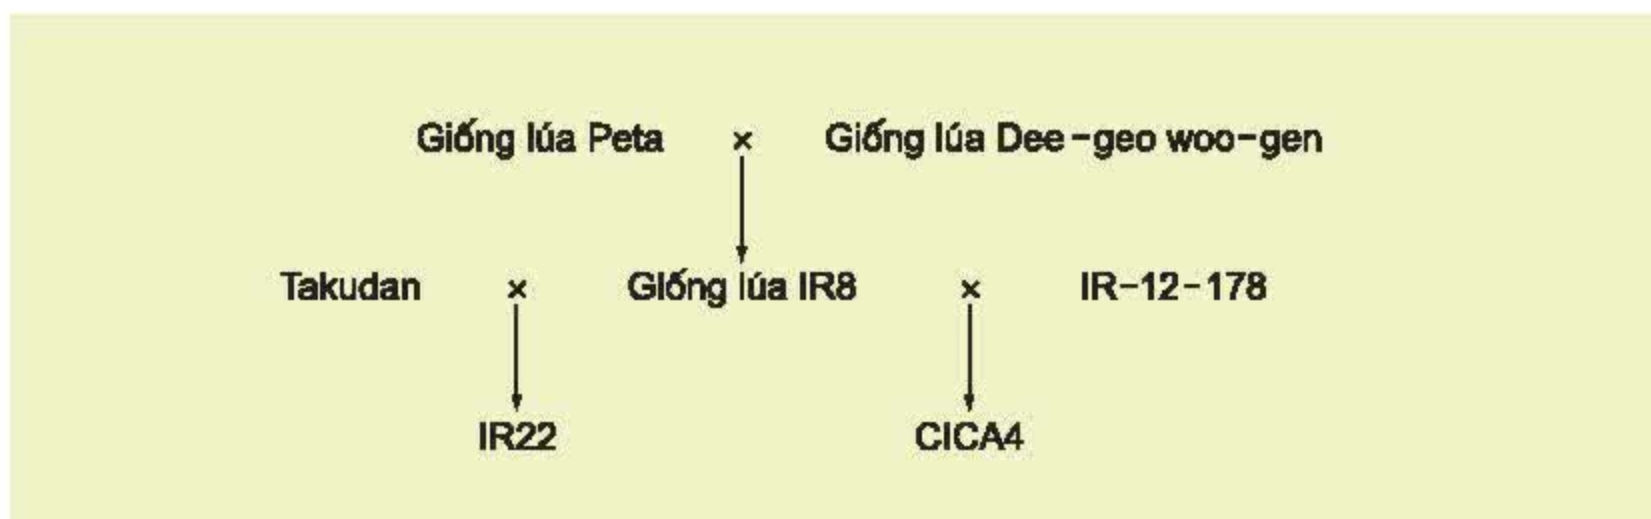 Giống lúa Peta × Giống lúa Dee-geo woo-gen
Takudan × Giống lúa IR8 × IR-12-178
IR22 CICA4